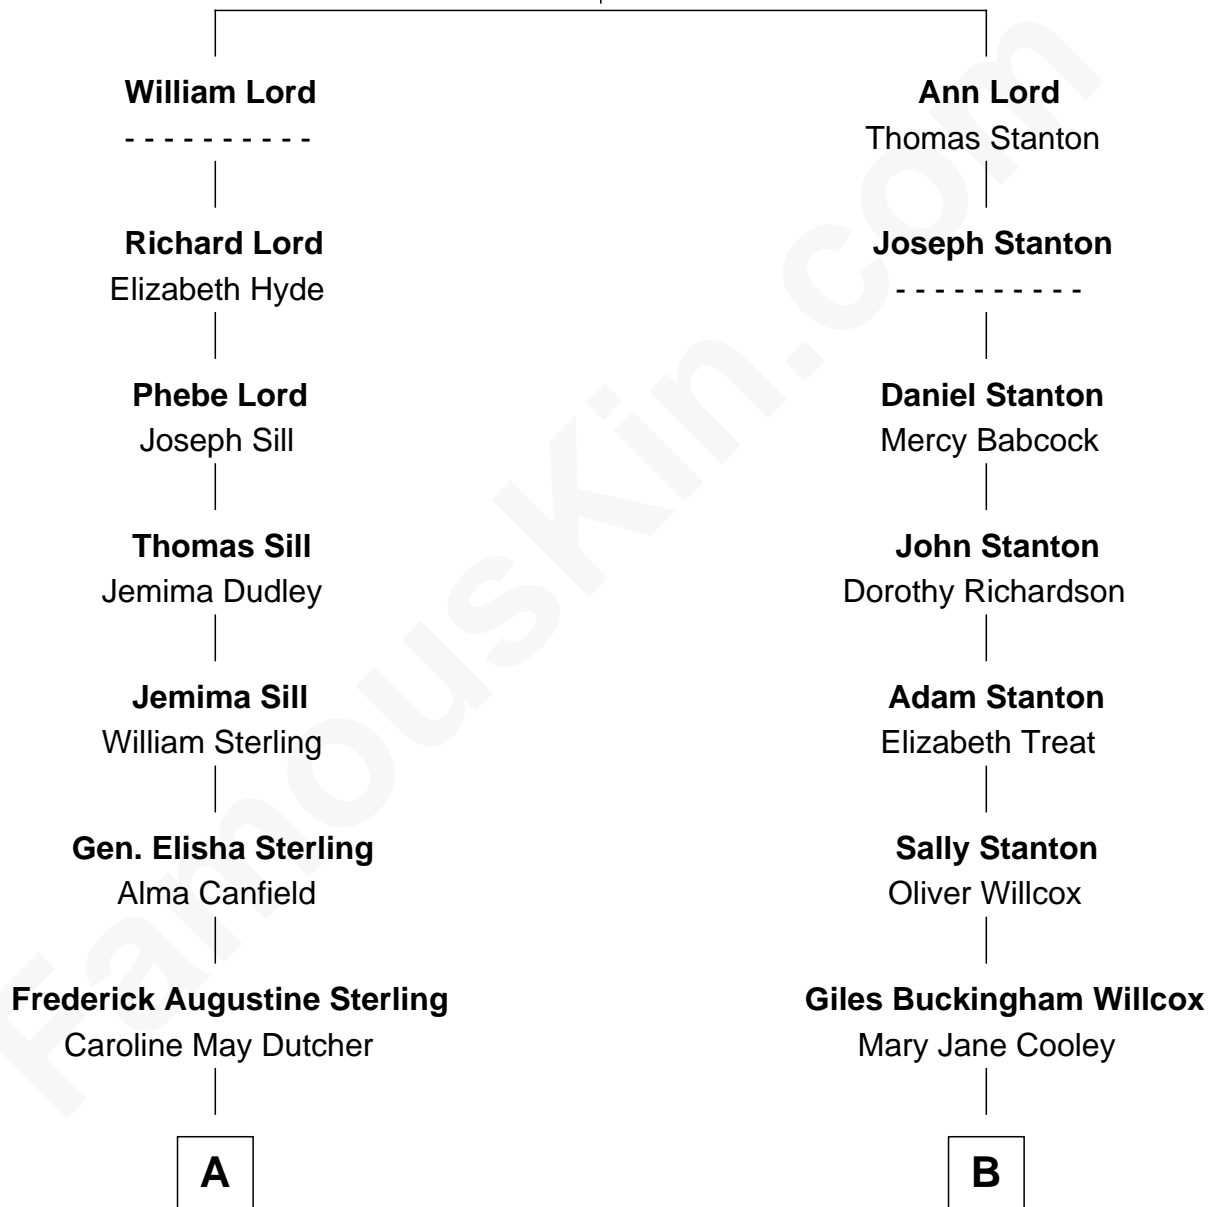 William Lord
- - - - - - - - - -
Richard Lord
Elizabeth Hyde
Phebe Lord
Joseph Sill
Thomas Sill
Jemima Dudley
Jemima Sill
William Sterling
Gen. Elisha Sterling
Alma Canfield
Frederick Augustine Sterling
Caroline May Dutcher
A
Ann Lord
Thomas Stanton
Joseph Stanton
- - - - - - - - - -
Daniel Stanton
Mercy Babcock
John Stanton
Dorothy Richardson
Adam Stanton
Elizabeth Treat
Sally Stanton
Oliver Willcox
Giles Buckingham Willcox
Mary Jane Cooley
B
FamousKin.com